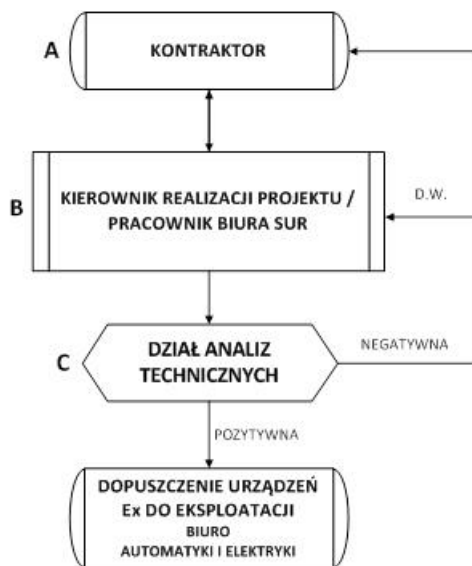 A
KONTRAKTOR
B
KIEROWNIK REALIZACJI PROJEKTU /
PRACOWNIK BIURA SUR
D.W.
C
DZIAŁ ANALIZ
TECHNICZNYCH
NEGATYWNA
POZYTYWNA
DOPUSZCZENIE URZĄDZEŃ
Ex DO EKSPLOATACJI
BIURO
AUTOMATYKI I ELEKTRYKI